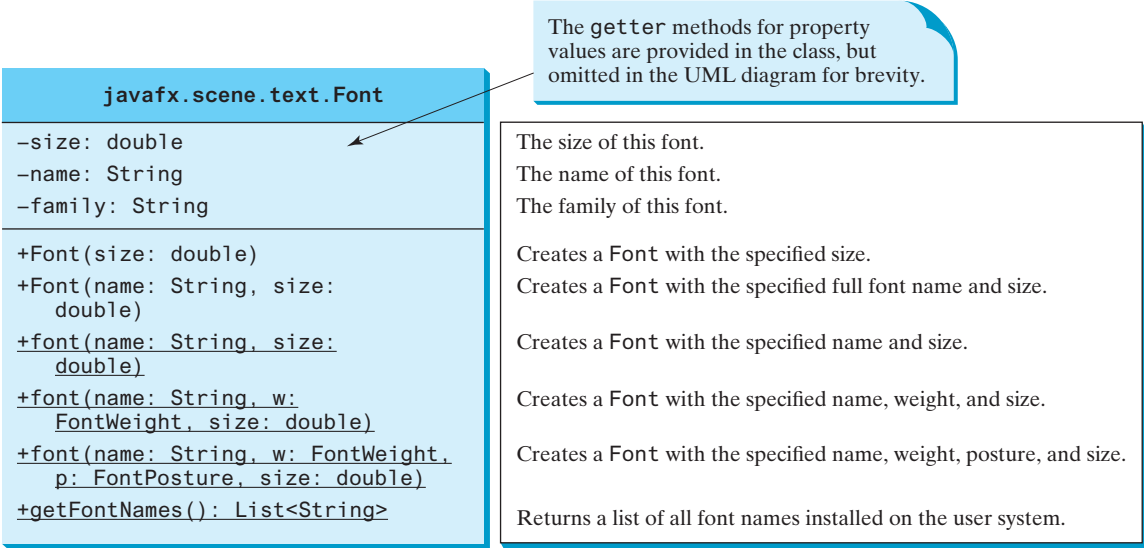 The getter methods for property
values are provided in the class, but
omitted in the UML diagram for brevity.
javafx.scene.text.Font
–size: double
The size of this font.
–name: String
The name of this font.
–family: String
The family of this font.
+Font(size: double)
Creates a Font with the specified size.
+Font(name: String, size:
double)
Creates a Font with the specified full font name and size.
+font(name: String, size:
double)
Creates a Font with the specified name and size.
+font(name: String, w:
FontWeight, size: double)
Creates a Font with the specified name, weight, and size.
+font(name: String, w: FontWeight,
p: FontPosture, size: double)
Creates a Font with the specified name, weight, posture, and size.
+getFontNames(): List<String>
Returns a list of all font names installed on the user system.